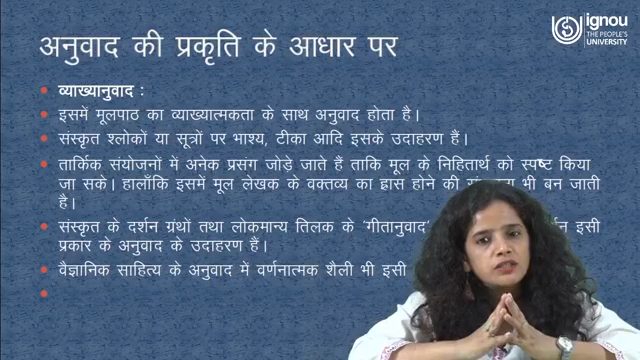 ignou
THE PEOPLE'S
UNIVERSITY
अनुवाद की प्रकृति के आधार पर
व्याख्यानुवाद :
इसमें मूलपाठ का व्याख्यात्मकता के साथ अनुवाद होता है।
संस्कृत श्लोकों या सूत्रों पर भाश्य, टीका आदि इसके उदाहरण हैं।
तार्किक संयोजनों में अनेक प्रसंग जोड़े जाते हैं ताकि मूल के निहितार्थ को स्पष्ट किया
जा सके। हालाँकि इसमें मूल लेखक के वक्तव्य का ह्रास होने की भी बन जाती
है।
संस्कृत के दर्शन ग्रंथों तथा लोकमान्य तिलक के 'गीतानुवाद' इसी
प्रकार के अनुवाद के उदाहरण हैं।
वैज्ञानिक साहित्य के अनुवाद में वर्णनात्मक शैली भी इसी